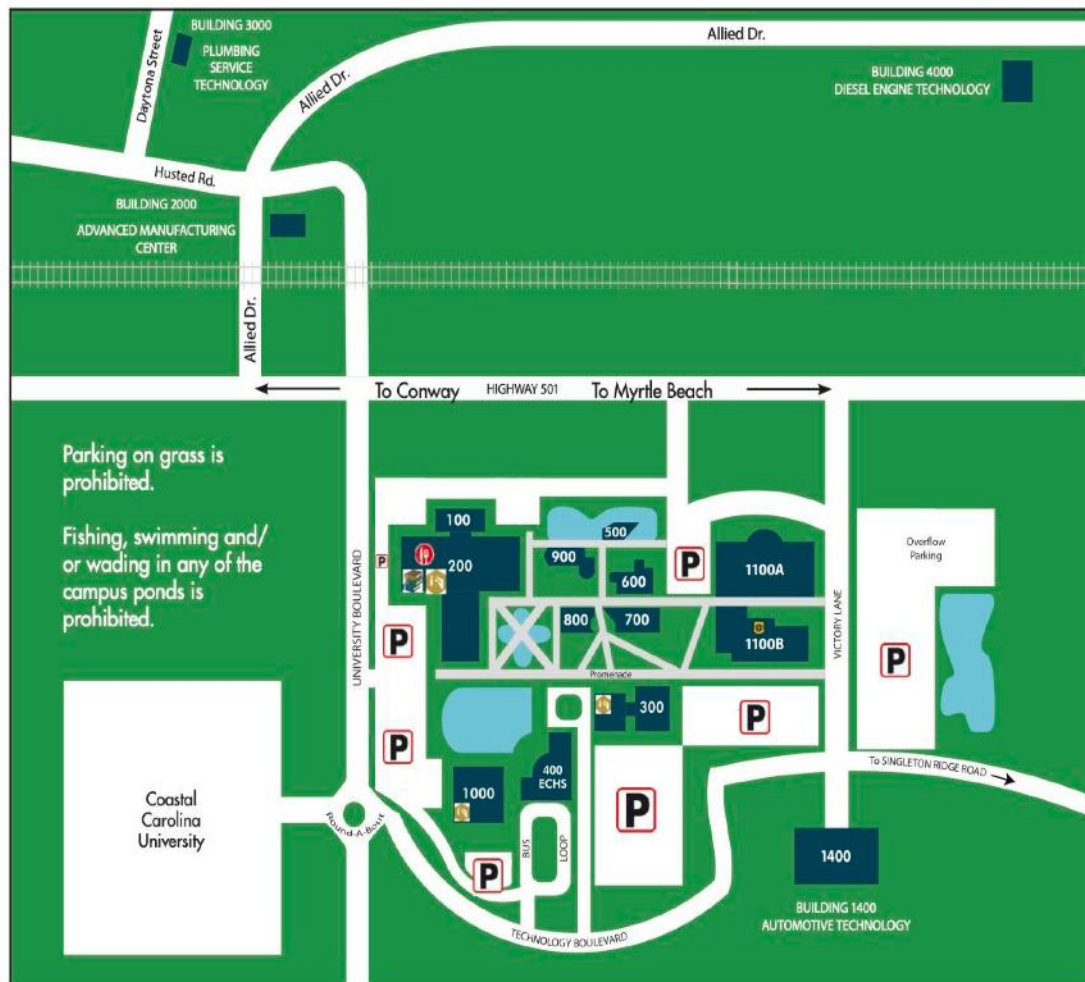 BUILDING 3000
PLUMBING
SERVICE
TECHNOLOGY
Daytona Street
Allied Dr.
Allied Dr.
BUILDING 4000
DIESEL ENGINE TECHNOLOGY
Husted Rd.
BUILDING 2000
ADVANCED MANUFACTURING
CENTER
Allied Dr.
To Conway
HIGHWAY 501
To Myrtle Beach
Parking on grass is
prohibited.
Fishing, swimming and/
or wading in any of the
campus ponds is
prohibited.
UNIVERSITY BOULEVARD
100
200
P
500
900
600
P
1100A
Overflow
Parking
800
700
1100B
VICTORY LANE
P
P
Promenade
300
P
P
400
ECHS
1000
P
To SINGLETON RIDGE ROAD
Coastal
Carolina
University
Round-A-Bout
BUS
LOOP
P
1400
BUILDING 1400
AUTOMOTIVE TECHNOLOGY
TECHNOLOGY BOULEVARD